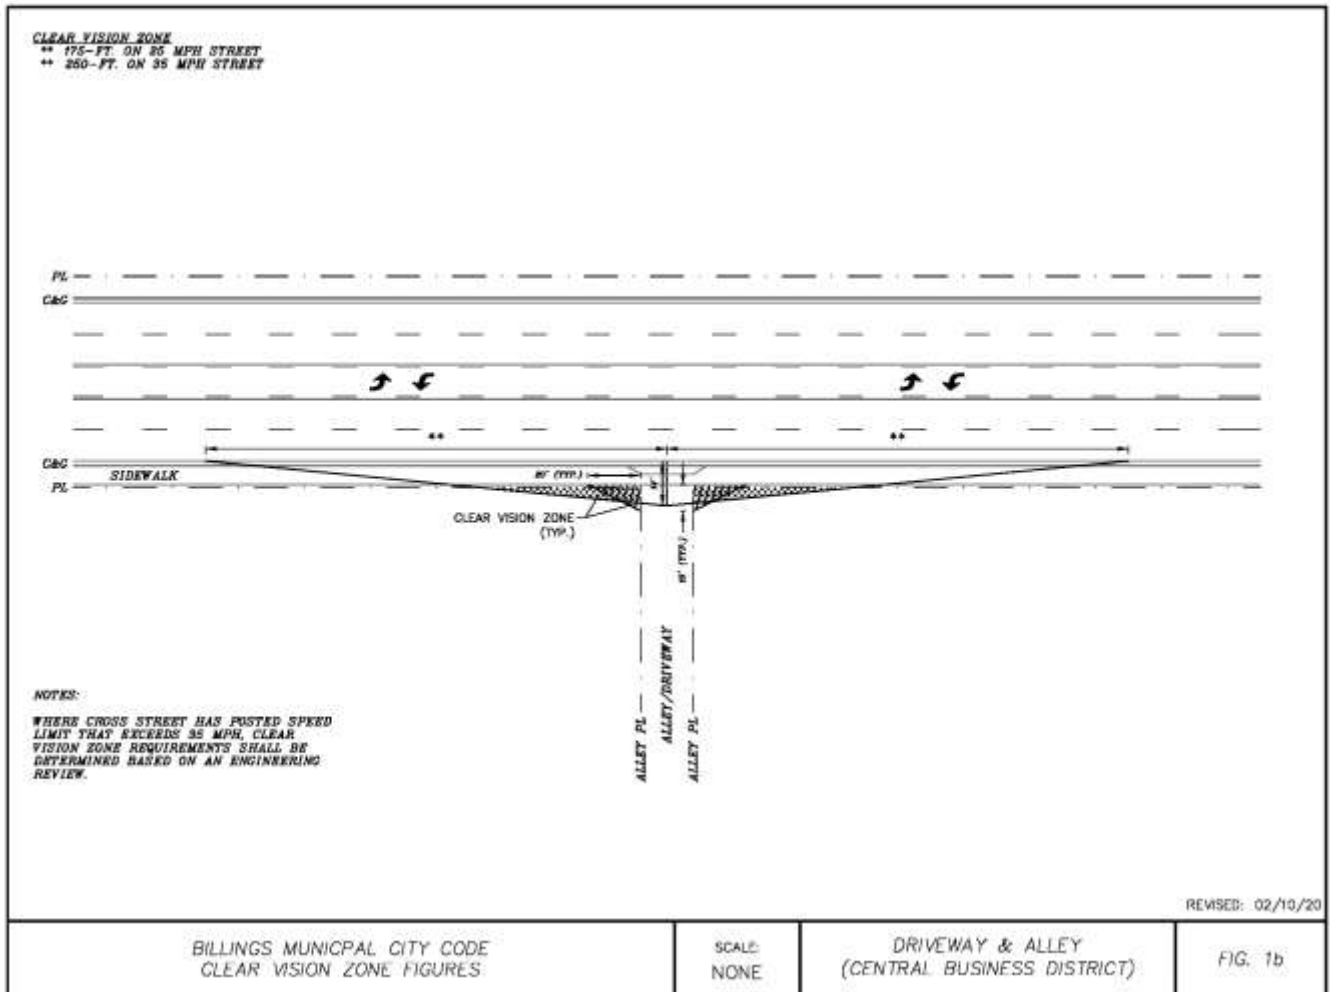 CLEAR VISION ZONE
** 175-FT. ON 25 MPH STREET
** 250-FT. ON 35 MPH STREET
PL
C&G
**
**
C&G
SIDEWALK
(TYP.)
PL
CLEAR VISION ZONE
(TYP.)
(TYP.)
ALLEY PL
ALLEY/DRIVEWAY
ALLEY PL
NOTES:
WHERE CROSS STREET HAS POSTED SPEED
LIMIT THAT EXCEEDS 35 MPH, CLEAR
VISION ZONE REQUIREMENTS SHALL BE
DETERMINED BASED ON AN ENGINEERING
REVIEW.
REVISED: 02/10/20
BILLINGS MUNICPAL CITY CODE
CLEAR VISION ZONE FIGURES
SCALE:
NONE
DRIVEWAY & ALLEY
(CENTRAL BUSINESS DISTRICT)
FIG. 1b